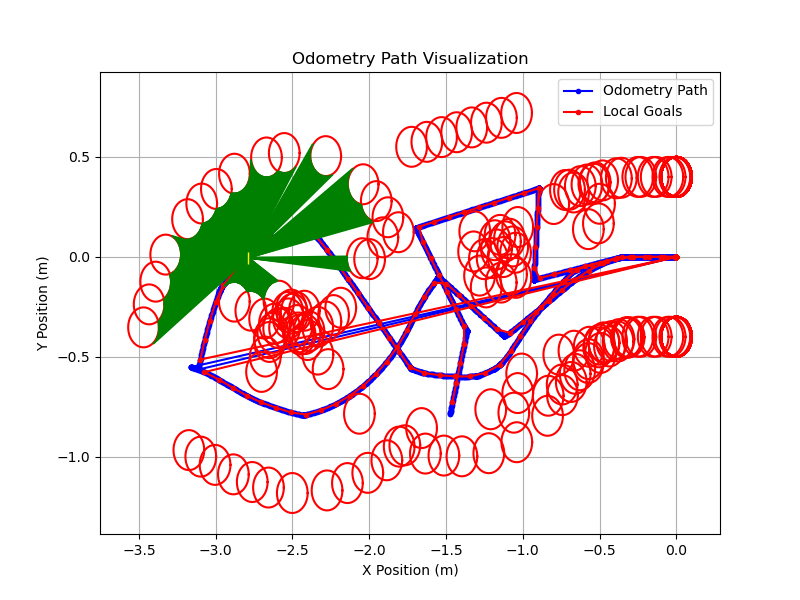 Odometry Path Visualization
Odometry Path
Local Goals
Y Position (m)
0.5
0.0
−0.5
−1.0
−3.5 −3.0 −2.5 −2.0 −1.5 −1.0 −0.5 0.0
X Position (m)